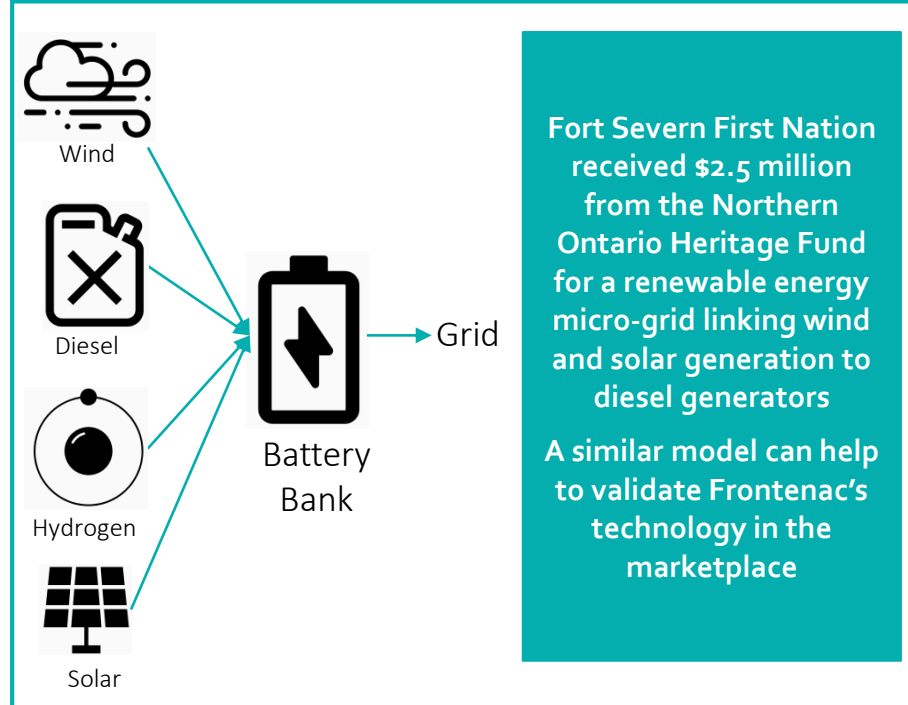 Wind
Diesel
Hydrogen
Solar
Battery
Bank
Grid
Fort Severn First Nation
received $2.5 million
from the Northern
Ontario Heritage Fund
for a renewable energy
micro-grid linking wind
and solar generation to
diesel generators
A similar model can help
to validate Frontenac’s
technology in the
marketplace